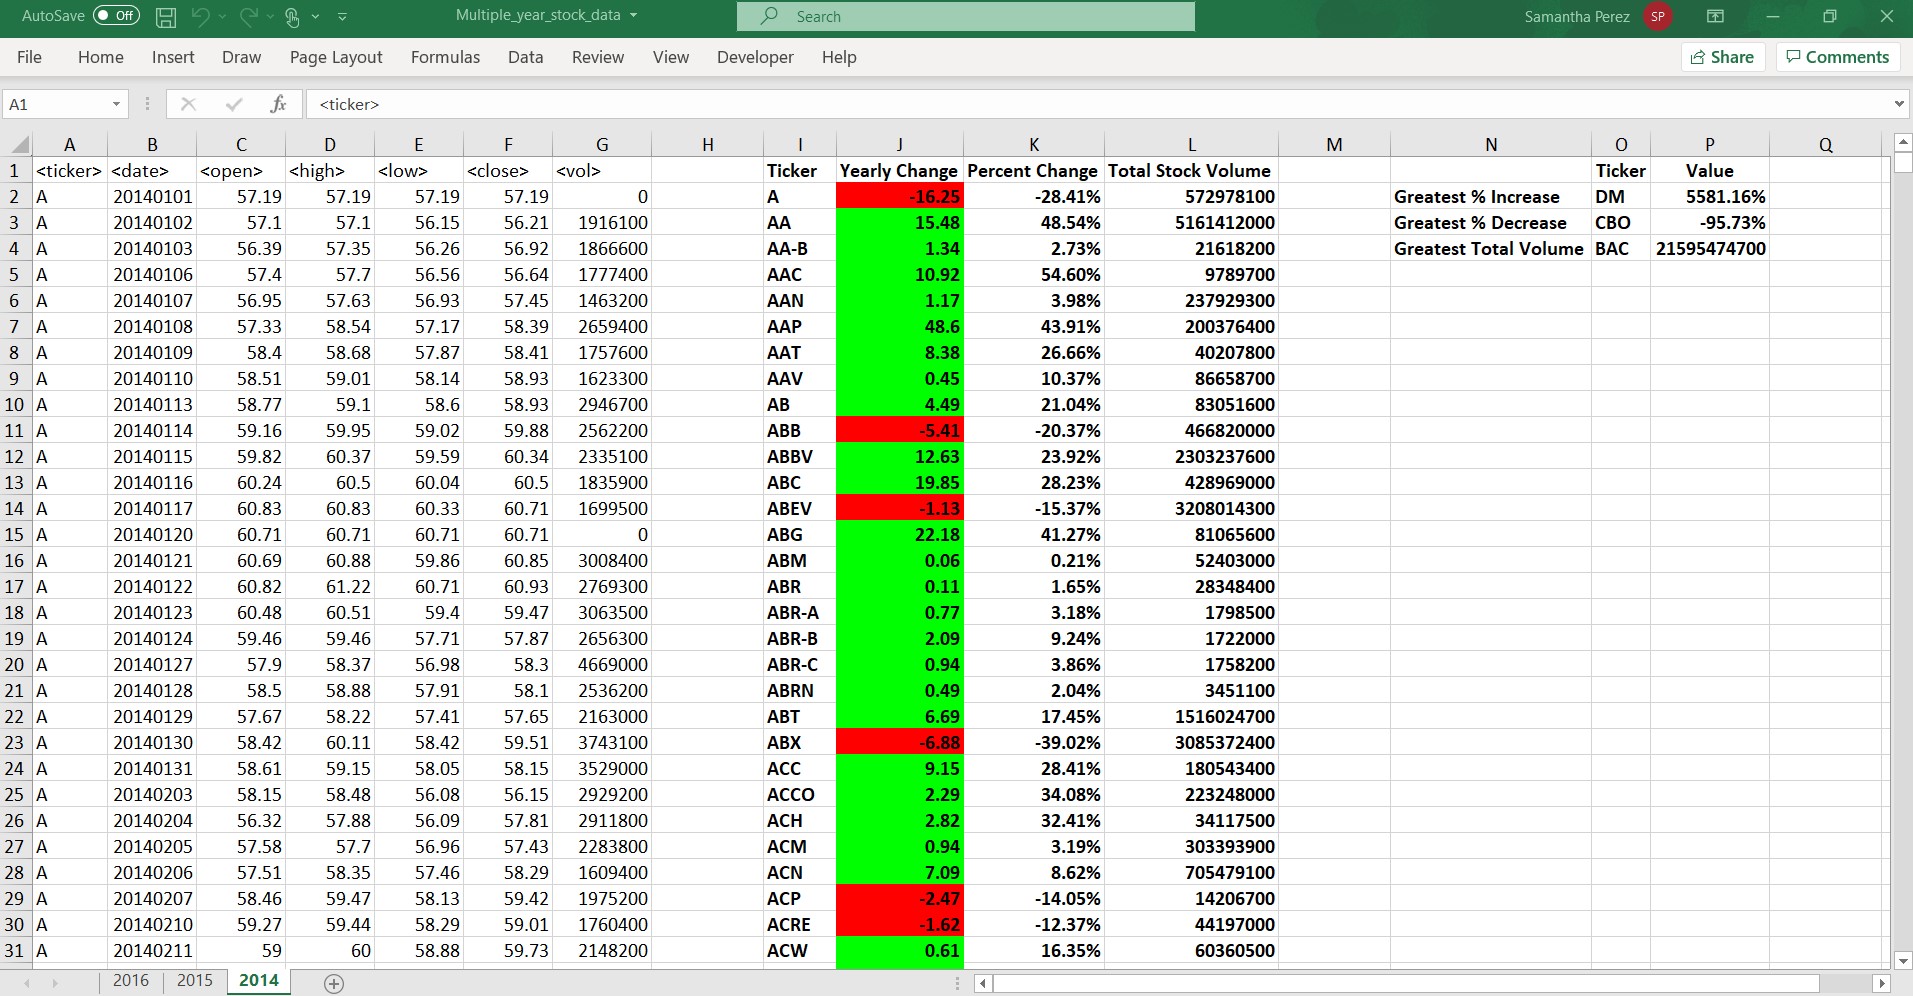 AutoSave Off Multiple_year_stock_data Search Samantha Perez SP
File Home Insert Draw Page Layout Formulas Data Review View Developer Help Share Comments
A1 fx <ticker>
A B C D E F G H I J K L M N O P Q
1 <ticker> <date> <open> <high> <low> <close> <vol> Ticker Yearly Change Percent Change Total Stock Volume Ticker Value
2 A 20140101 57.19 57.19 57.19 57.19 0 A -16.25 -28.41% 572978100 Greatest % Increase DM 5581.16%
3 A 20140102 57.1 57.1 56.15 56.21 1916100 AA 15.48 48.54% 5161412000 Greatest % Decrease CBO -95.73%
4 A 20140103 56.39 57.35 56.26 56.92 1866600 AA-B 1.34 2.73% 21618200 Greatest Total Volume BAC 21595474700
5 A 20140106 57.4 57.7 56.56 56.64 1777400 AAC 10.92 54.60% 9789700
6 A 20140107 56.95 57.63 56.93 57.45 1463200 AAN 1.17 3.98% 237929300
7 A 20140108 57.33 58.54 57.17 58.39 2659400 AAP 48.6 43.91% 200376400
8 A 20140109 58.4 58.68 57.87 58.41 1757600 AAT 8.38 26.66% 40207800
9 A 20140110 58.51 59.01 58.14 58.93 1623300 AAV 0.45 10.37% 86658700
10 A 20140113 58.77 59.1 58.6 58.93 2946700 AB 4.49 21.04% 83051600
11 A 20140114 59.16 59.95 59.02 59.88 2562200 ABB -5.41 -20.37% 466820000
12 A 20140115 59.82 60.37 59.59 60.34 2335100 ABBV 12.63 23.92% 2303237600
13 A 20140116 60.24 60.5 60.04 60.5 1835900 ABC 19.85 28.23% 428969000
14 A 20140117 60.83 60.83 60.33 60.71 1699500 ABEV -1.13 -15.37% 3208014300
15 A 20140120 60.71 60.71 60.71 60.71 0 ABG 22.18 41.27% 81065600
16 A 20140121 60.69 60.88 59.86 60.85 3008400 ABM 0.06 0.21% 52403000
17 A 20140122 60.82 61.22 60.71 60.93 2769300 ABR 0.11 1.65% 28348400
18 A 20140123 60.48 60.51 59.4 59.47 3063500 ABR-A 0.77 3.18% 1798500
19 A 20140124 59.46 59.46 57.71 57.87 2656300 ABR-B 2.09 9.24% 1722000
20 A 20140127 57.9 58.37 56.98 58.3 4669000 ABR-C 0.94 3.86% 1758200
21 A 20140128 58.5 58.88 57.91 58.1 2536200 ABRN 0.49 2.04% 3451100
22 A 20140129 57.67 58.22 57.41 57.65 2163000 ABT 6.69 17.45% 1516024700
23 A 20140130 58.42 60.11 58.42 59.51 3743100 ABX -6.88 -39.02% 3085372400
24 A 20140131 58.61 59.15 58.05 58.15 3529000 ACC 9.15 28.41% 180543400
25 A 20140203 58.15 58.48 56.08 56.15 2929200 ACCO 2.29 34.08% 223248000
26 A 20140204 56.32 57.88 56.09 57.81 2911800 ACH 2.82 32.41% 34117500
27 A 20140205 57.58 57.7 56.96 57.43 2283800 ACM 0.94 3.19% 303393900
28 A 20140206 57.51 58.35 57.46 58.29 1609400 ACN 7.09 8.62% 705479100
29 A 20140207 58.46 59.47 58.13 59.42 1975200 ACP -2.47 -14.05% 14206700
30 A 20140210 59.27 59.44 58.29 59.01 1760400 ACRE -1.62 -12.37% 44197000
31 A 20140211 59 60 58.88 59.73 2148200 ACW 0.61 16.35% 60360500
2016 2015 2014